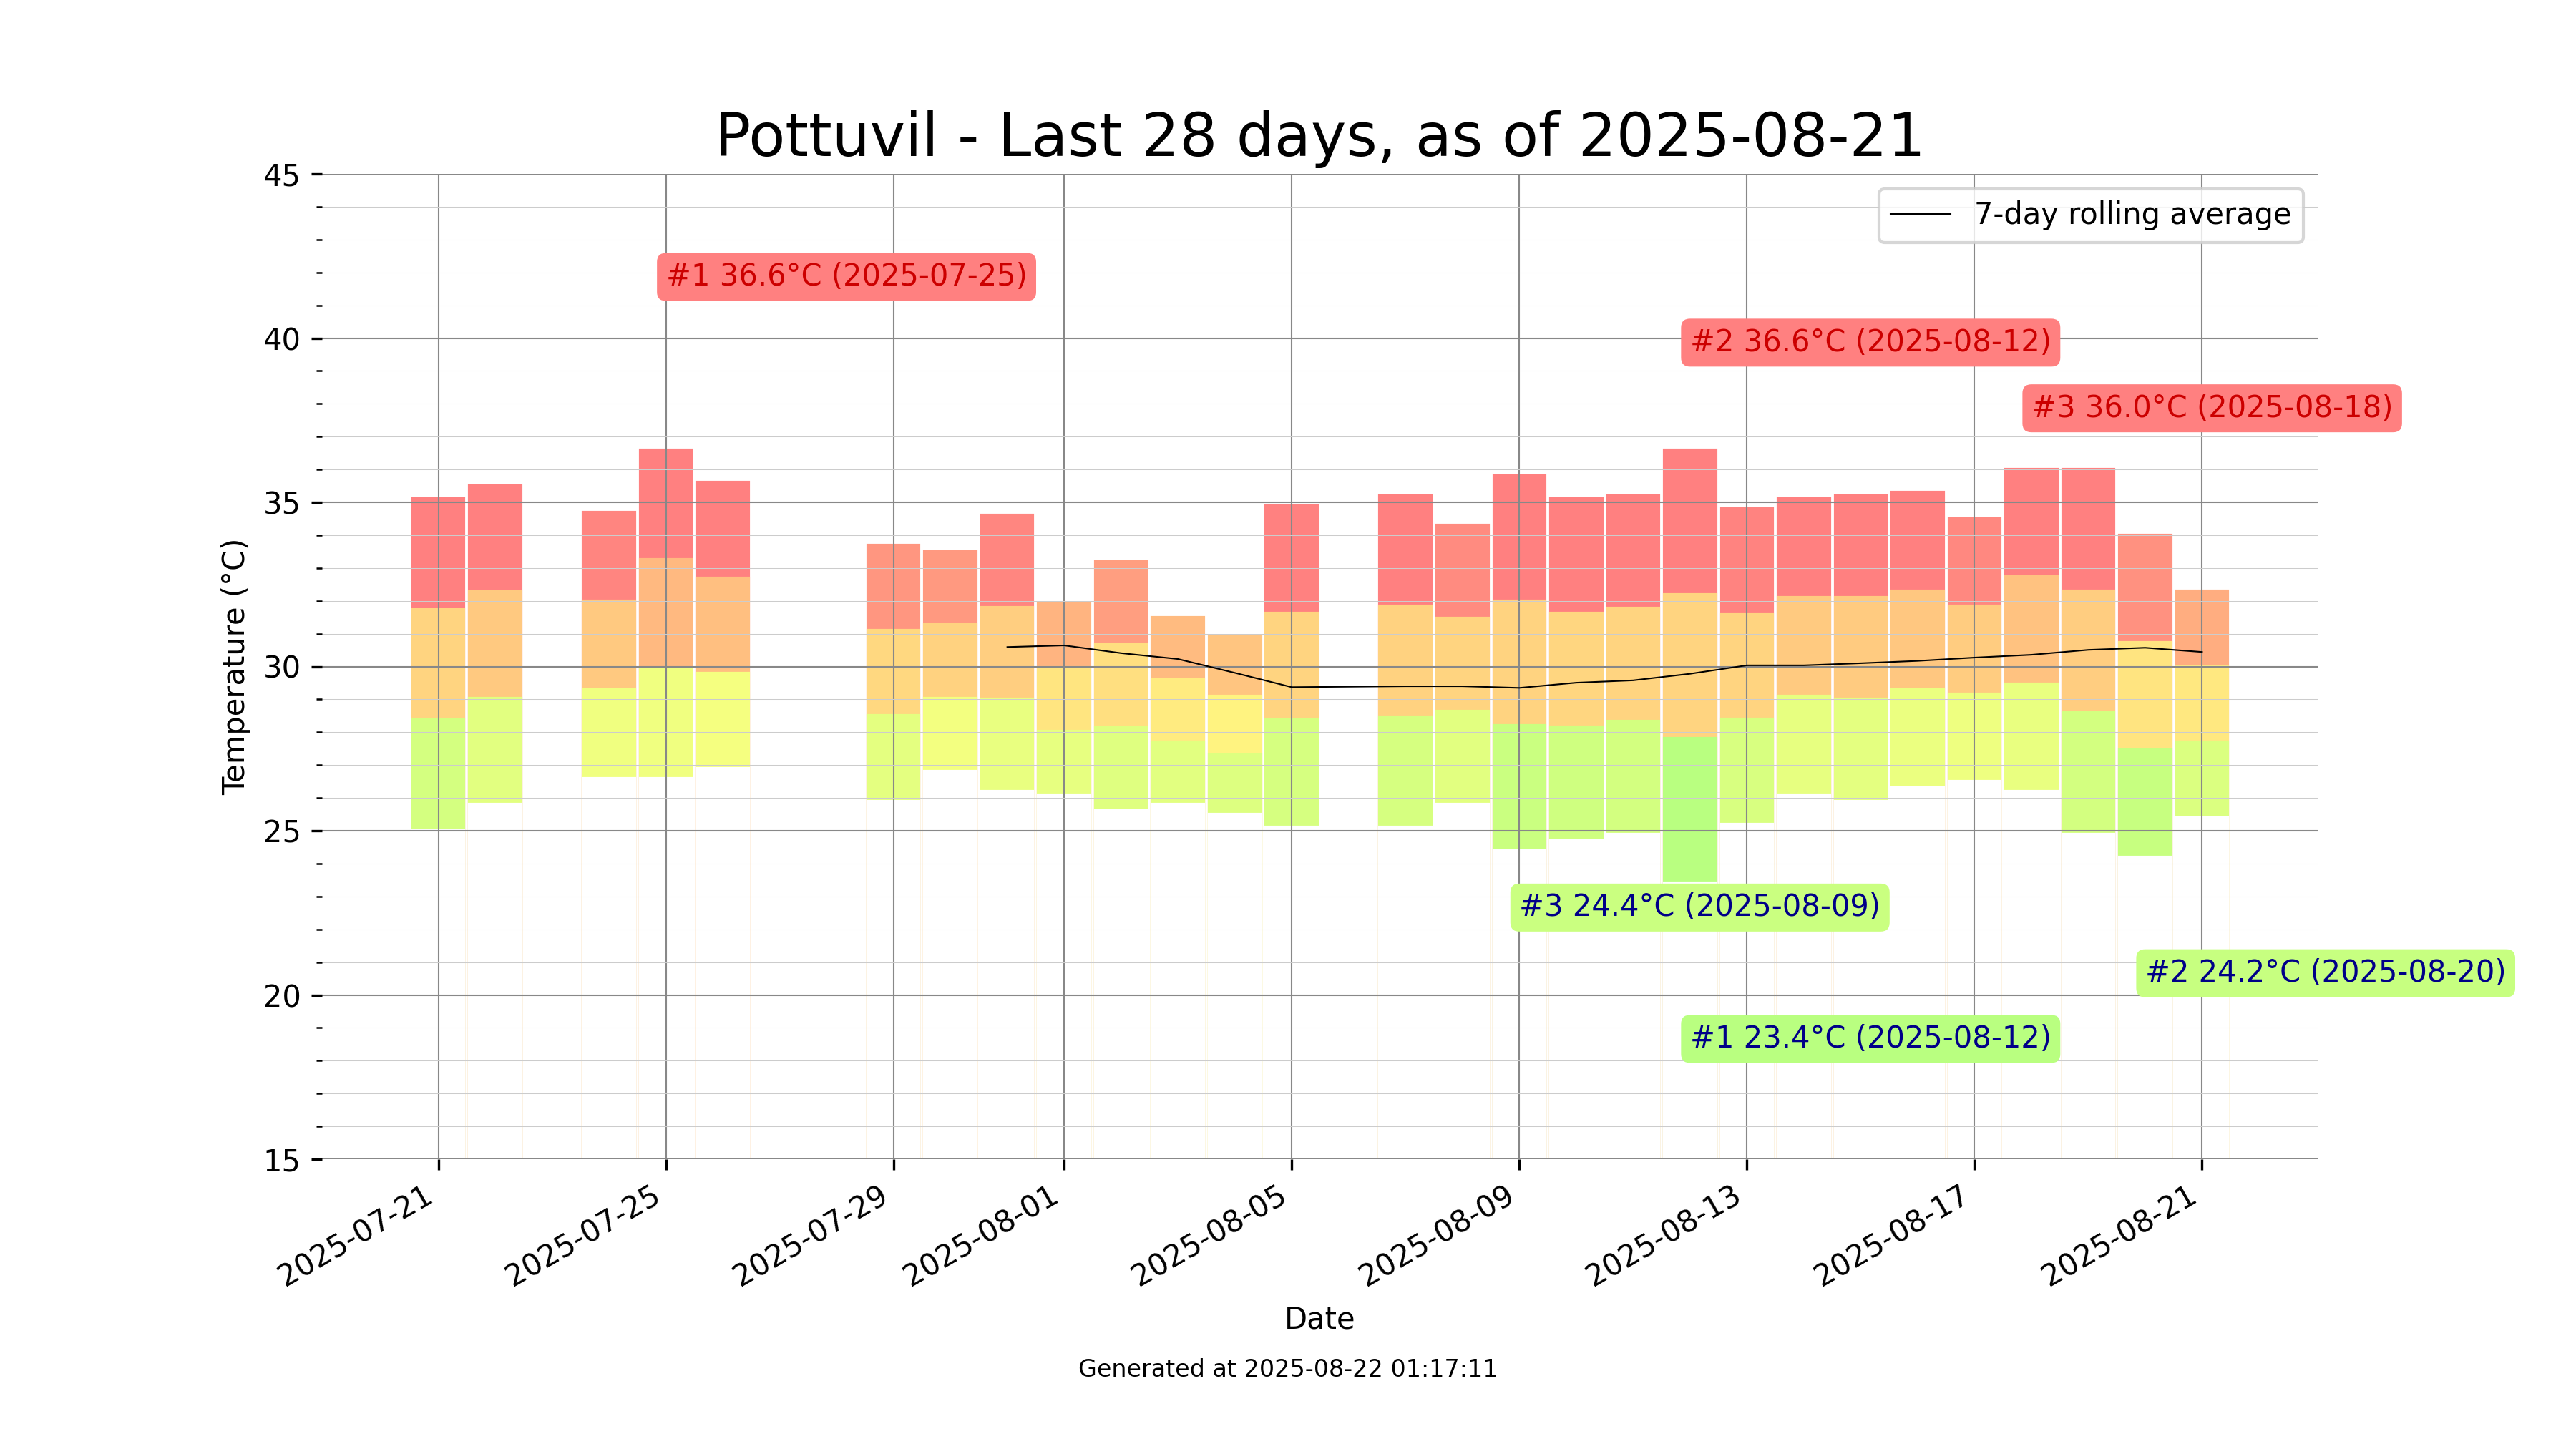 Pottuvil - Last 28 days, as of 2025-08-21
45
7-day rolling average
#1 36.6°C (2025-07-25)
40
#2 36.6°C (2025-08-12)
#3 36.0°C (2025-08-18)
35
Temperature (°C)
30
25
#3 24.4°C (2025-08-09)
#2 24.2°C (2025-08-20)
20
#1 23.4°C (2025-08-12)
15
2025-07-21
2025-07-25
2025-07-29
2025-08-01
2025-08-05
2025-08-09
2025-08-13
2025-08-17
2025-08-21
Date
Generated at 2025-08-22 01:17:11